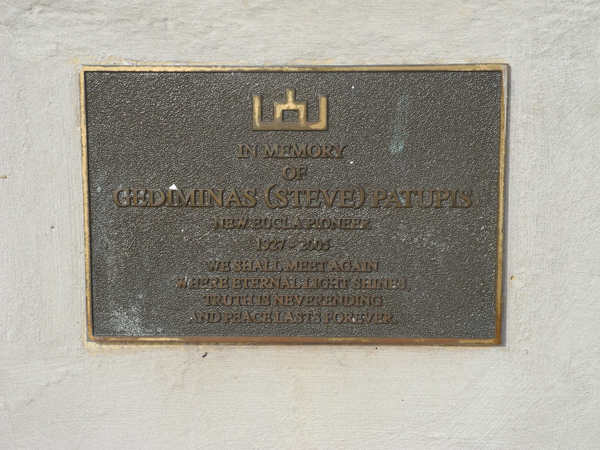 IN MEMORY
OF
GEDIMINAS (STEVE) PATUPIS
NEW EUCLA PIONEER
1927 - 2005
WE SHALL MEET AGAIN
WHERE ETERNAL LIGHT SHINES,
TRUTH IS NEVERENDING
AND PEACE LASTS FOREVER.